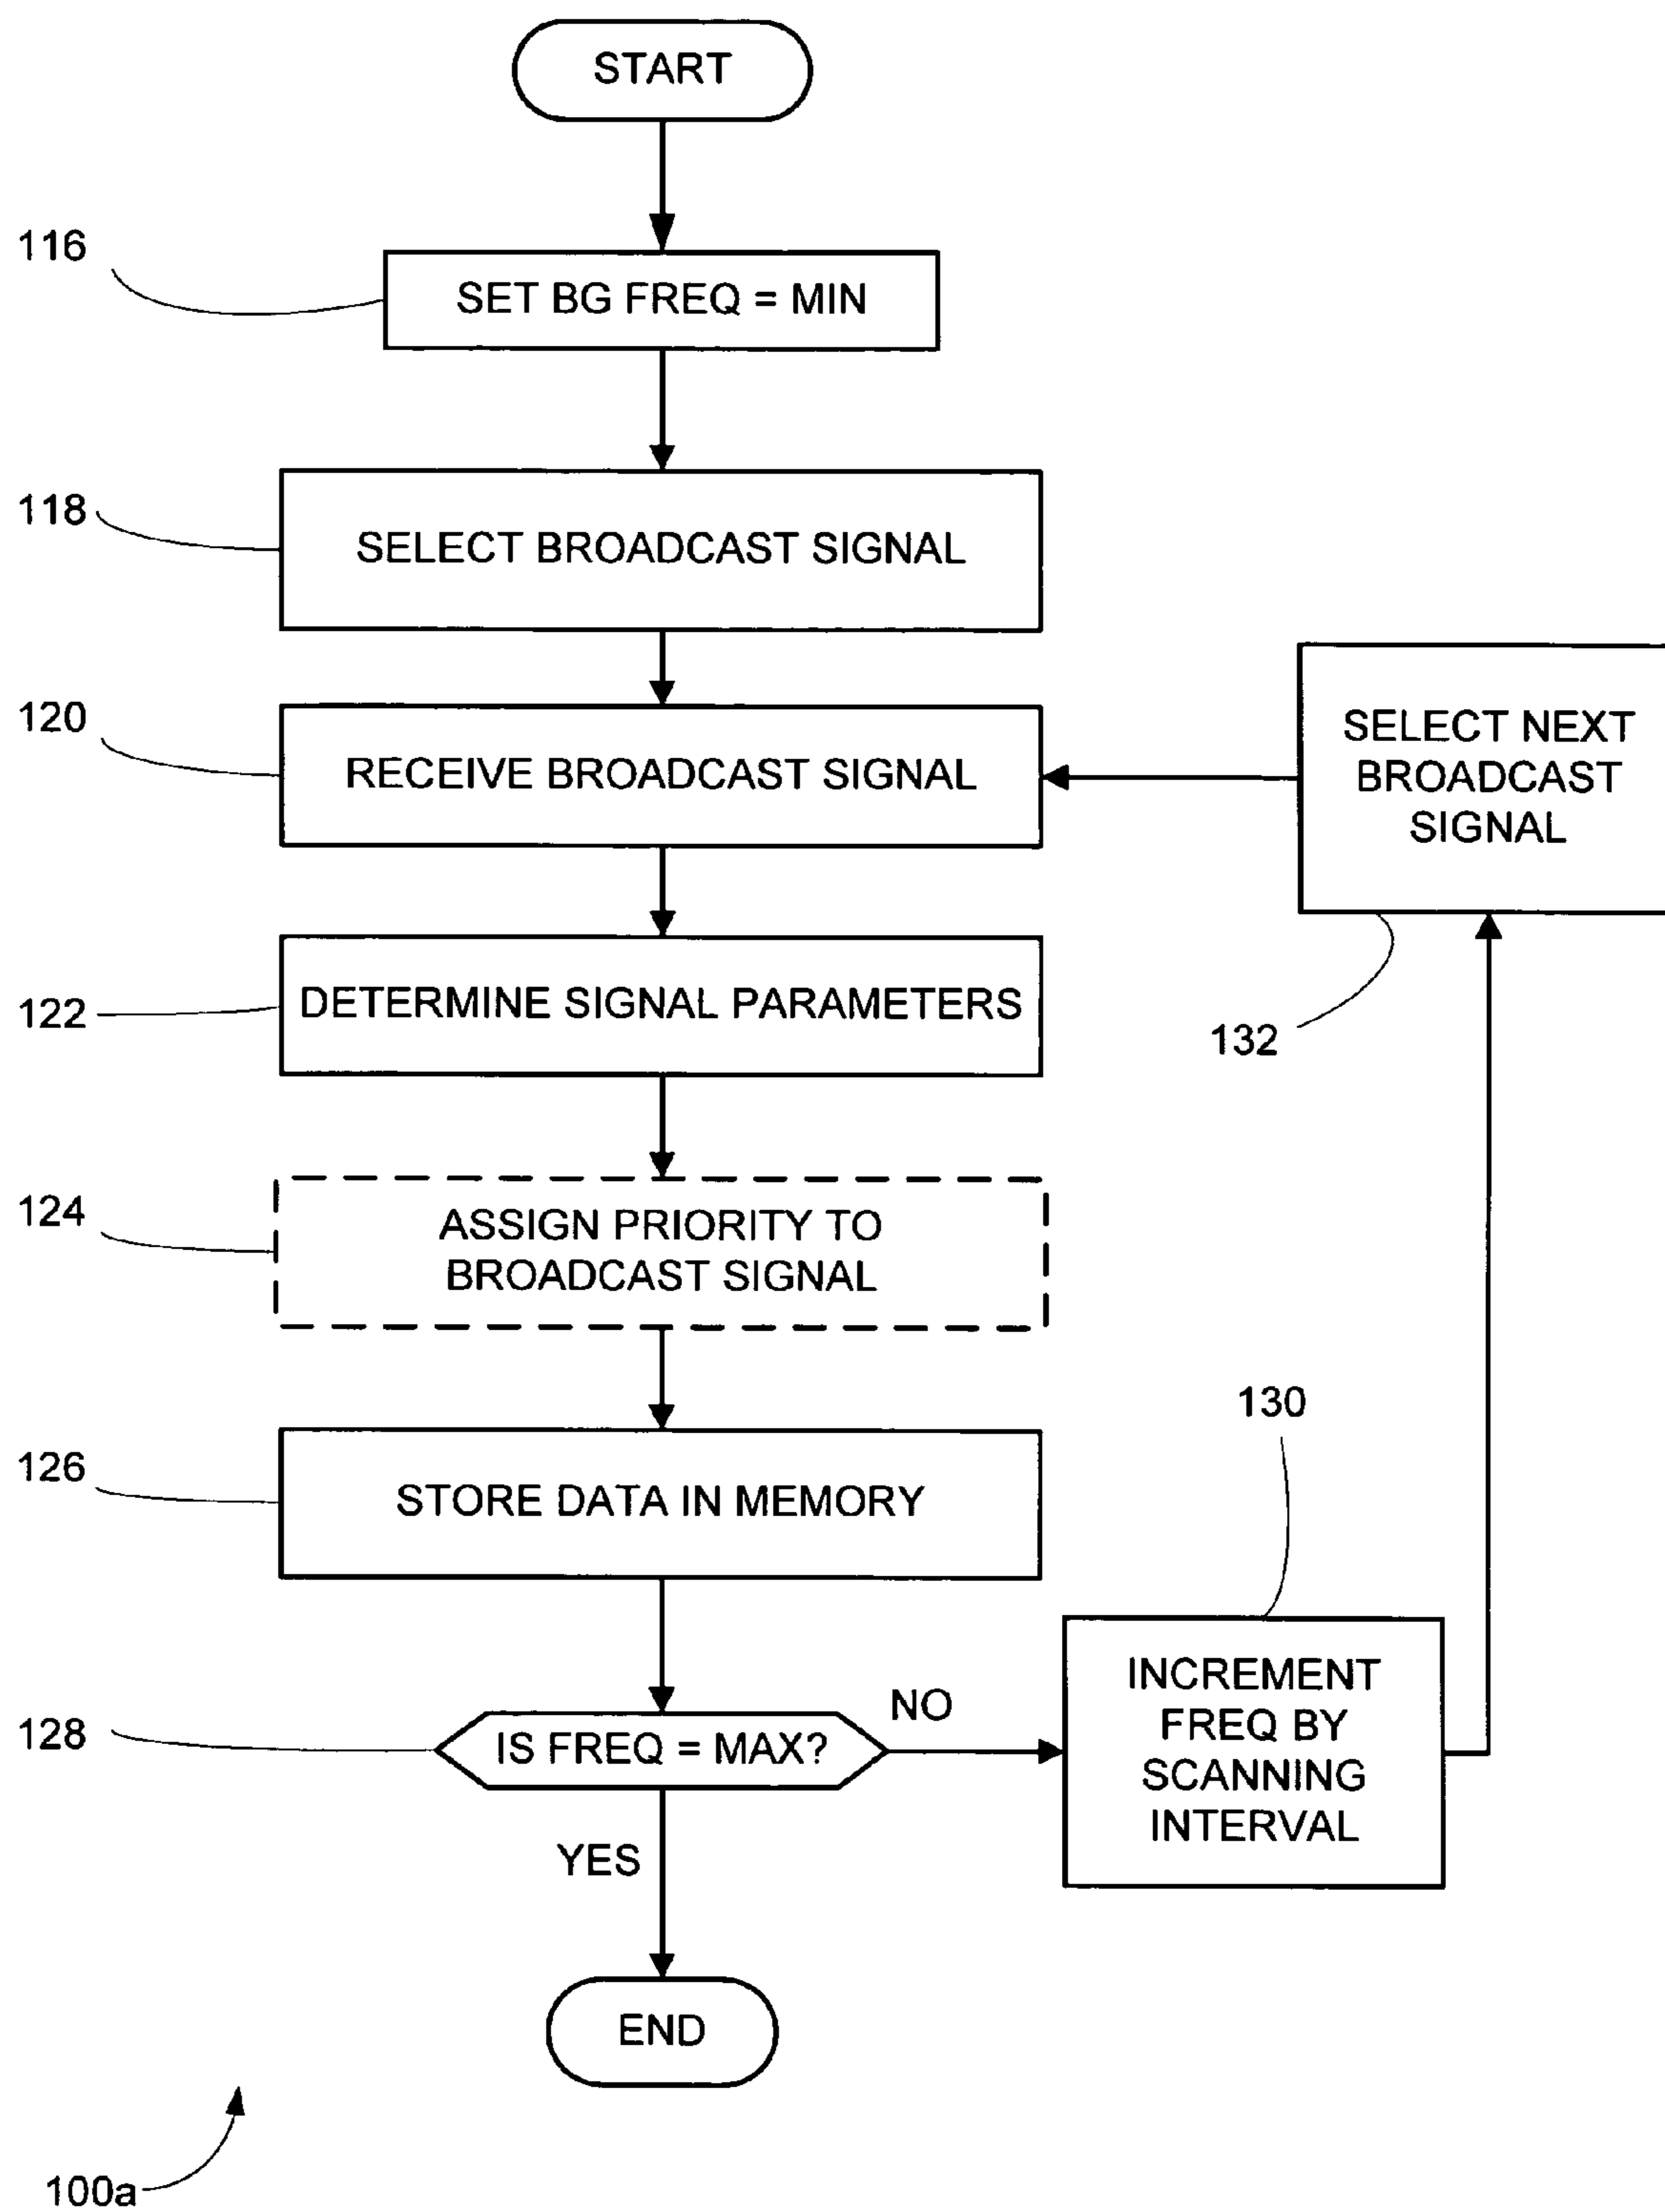 START
116
SET BG FREQ = MIN
118
SELECT BROADCAST SIGNAL
120
RECEIVE BROADCAST SIGNAL
SELECT NEXT
BROADCAST
SIGNAL
122
DETERMINE SIGNAL PARAMETERS
132
124
ASSIGN PRIORITY TO
BROADCAST SIGNAL
130
126
STORE DATA IN MEMORY
128
IS FREQ = MAX?
NO
INCREMENT
FREQ BY
SCANNING
INTERVAL
YES
END
100a